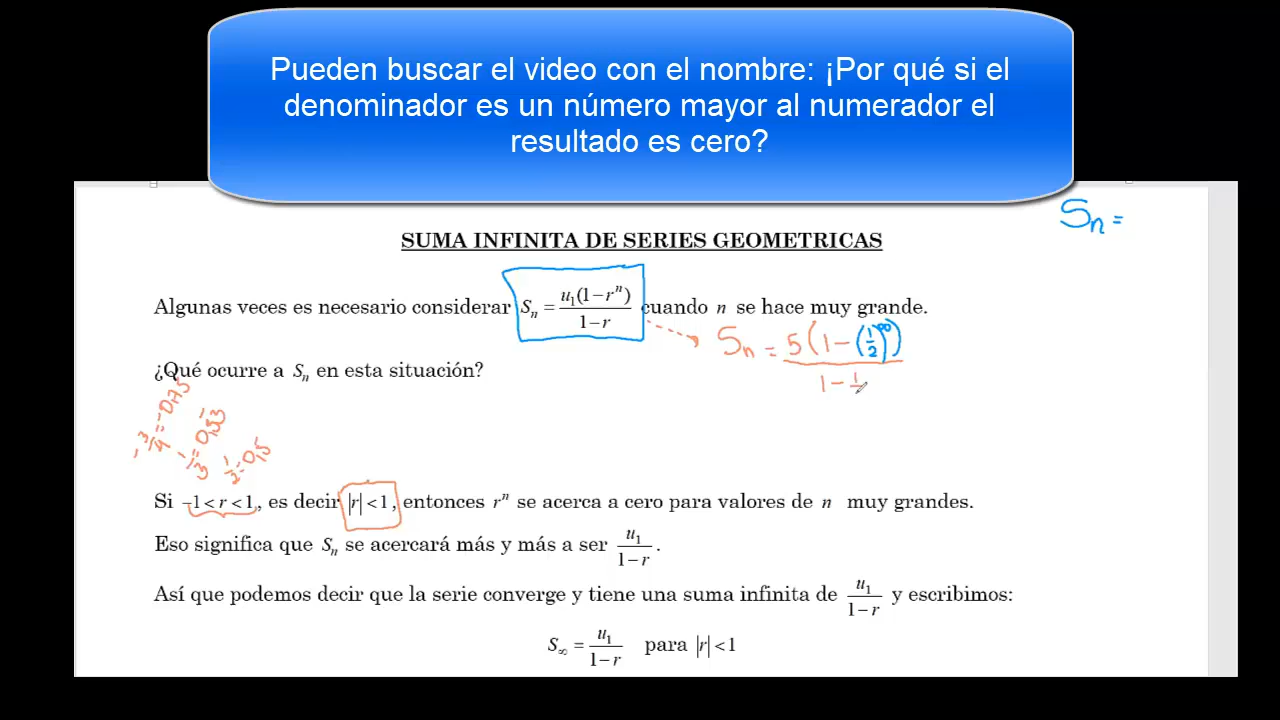 Pueden buscar el video con el nombre: ¡Por qué si el
denominador es un número mayor al numerador el
resultado es cero?
Sn =
SUMA INFINITA DE SERIES GEOMETRICAS
Algunas veces es necesario considerar Sₙ = u₁(1−rⁿ)/(1−r) cuando n se hace muy grande.
Sn = 5(1−(1/2)^∞)/(1−1
¿Qué ocurre a Sₙ en esta situación?
-3/4=-0,75
1/3=0,33
1/2=0,5
Si −1<r<1, es decir |r|<1, entonces rⁿ se acerca a cero para valores de n muy grandes.
Eso significa que Sₙ se acercará más y más a ser u₁/(1−r).
Así que podemos decir que la serie converge y tiene una suma infinita de u₁/(1−r) y escribimos:
S∞ = u₁/(1−r) para |r|<1